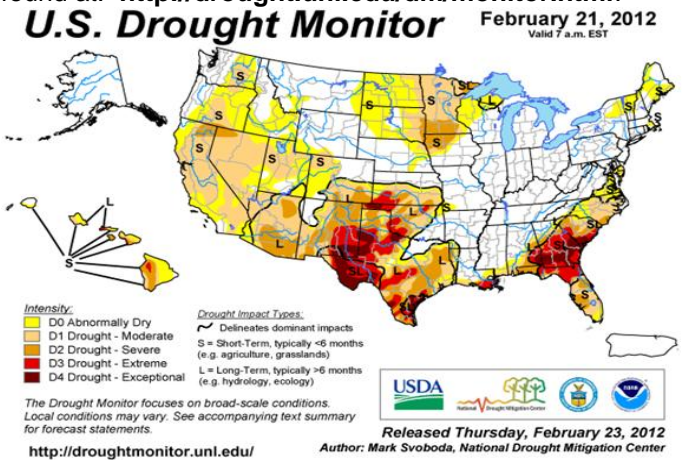 U.S. Drought Monitor
February 21, 2012
Valid 7 a.m. EST
S
S
S
S
S
S
S
S
L
S
S
S
L
L
S
L
L
L
S
S
L
S
Intensity:
D0 Abnormally Dry
D1 Drought - Moderate
D2 Drought - Severe
D3 Drought - Extreme
D4 Drought - Exceptional
Drought Impact Types:
Delineates dominant impacts
S = Short-Term, typically <6 months
(e.g. agriculture, grasslands)
L = Long-Term, typically >6 months
(e.g. hydrology, ecology)
The Drought Monitor focuses on broad-scale conditions.
Local conditions may vary. See accompanying text summary
for forecast statements.
http://droughtmonitor.unl.edu/
USDA
National Drought Mitigation Center
Released Thursday, February 23, 2012
Author: Mark Svoboda, National Drought Mitigation Center